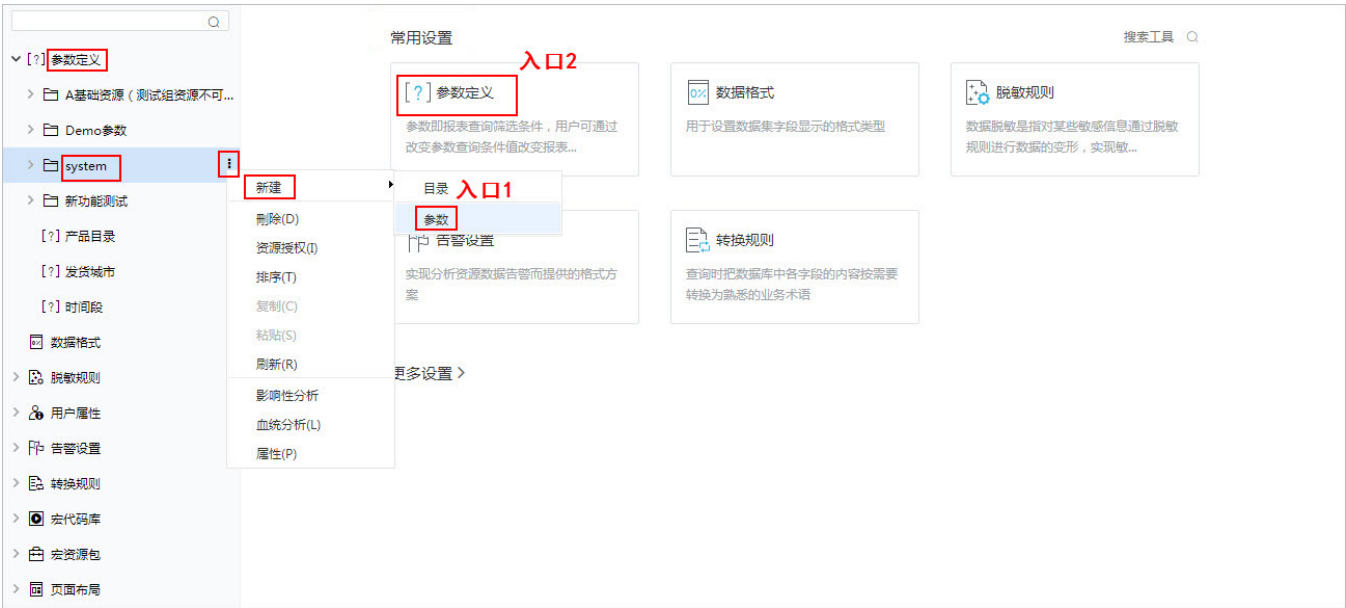 [?] 参数定义
A基础资源（测试组资源不可...
Demo参数
system
新功能测试
[?] 产品目录
[?] 发货城市
[?] 时间段
数据格式
脱敏规则
用户属性
告警设置
转换规则
宏代码库
宏资源包
页面布局
新建
删除(D)
资源授权(I)
排序(T)
复制(C)
粘贴(S)
刷新(R)
影响性分析
血统分析(L)
属性(P)
目录
入口1
参数
常用设置
搜索工具
入口2
[?] 参数定义
参数即报表查询筛选条件，用户可通过
改变参数查询条件值改变报表...
0% 数据格式
用于设置数据集字段显示的格式类型
脱敏规则
数据脱敏是指对某些敏感信息通过脱敏
规则进行数据的变形，实现敏...
告警设置
实现分析资源数据告警而提供的格式方
案
转换规则
查询时把数据库中各字段的内容按需要
转换为熟悉的业务术语
更多设置